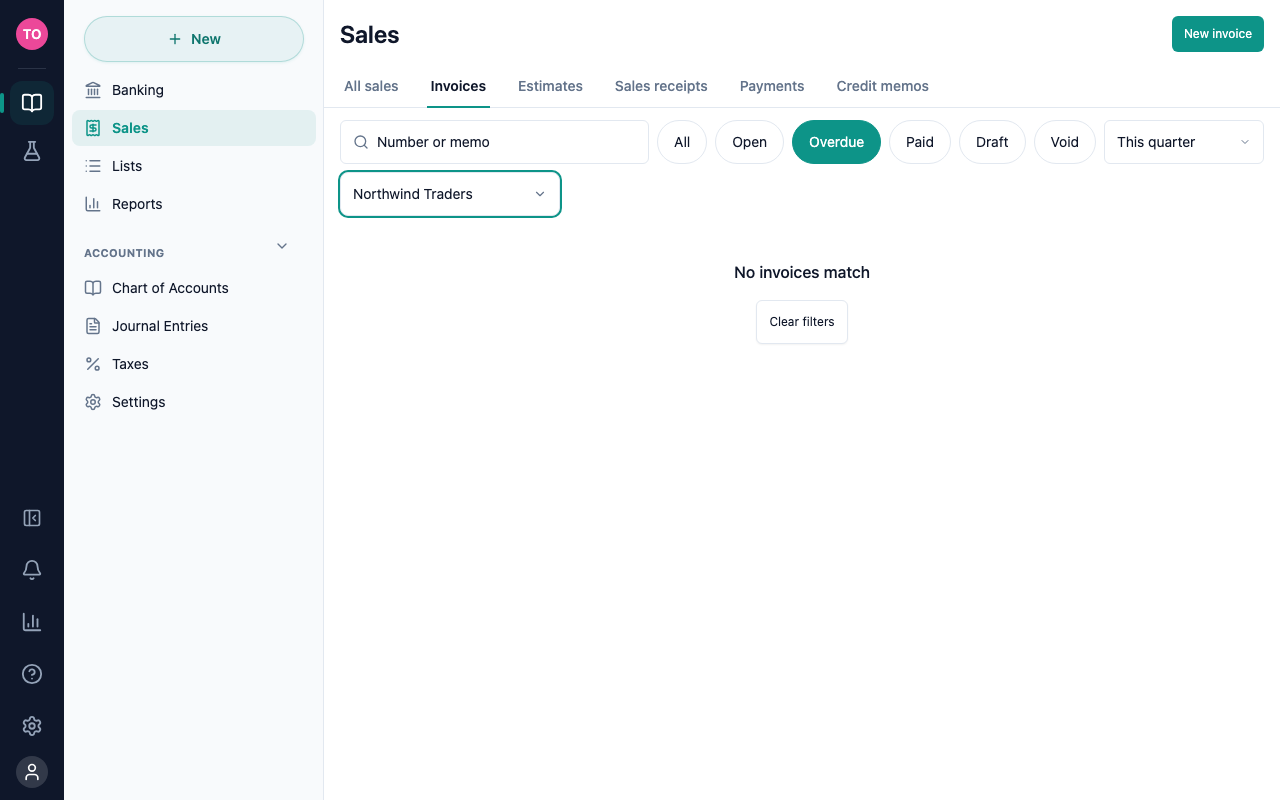 TO
New
Banking
Sales
Lists
Reports
ACCOUNTING
Chart of Accounts
Journal Entries
Taxes
Settings
Sales
New invoice
All sales
Invoices
Estimates
Sales receipts
Payments
Credit memos
Number or memo
All
Open
Overdue
Paid
Draft
Void
This quarter
Northwind Traders
No invoices match
Clear filters